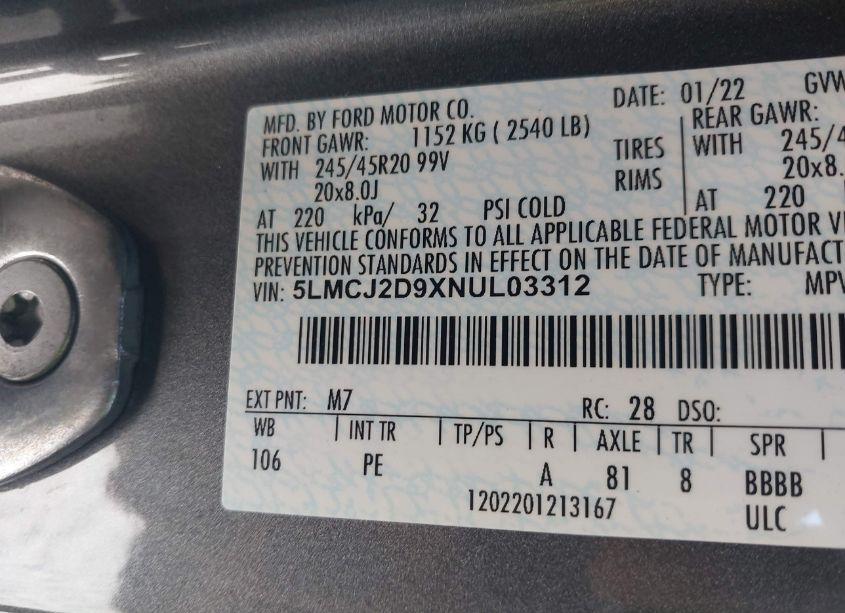 MFD. BY FORD MOTOR CO. DATE: 01/22 GVW
FRONT GAWR: 1152 KG ( 2540 LB) REAR GAWR:
WITH 245/45R20 99V TIRES WITH 245/4
20x8.0J RIMS 20x8.
AT 220 kPa/ 32 PSI COLD AT 220
THIS VEHICLE CONFORMS TO ALL APPLICABLE FEDERAL MOTOR VE
PREVENTION STANDARDS IN EFFECT ON THE DATE OF MANUFACT
VIN: 5LMCJ2D9XNUL03312 TYPE: MPV
EXT PNT: M7 RC: 28 DSO:
WB INT TR TP/PS R AXLE TR SPR
106 PE A 81 8 BBBB
1202201213167 ULC